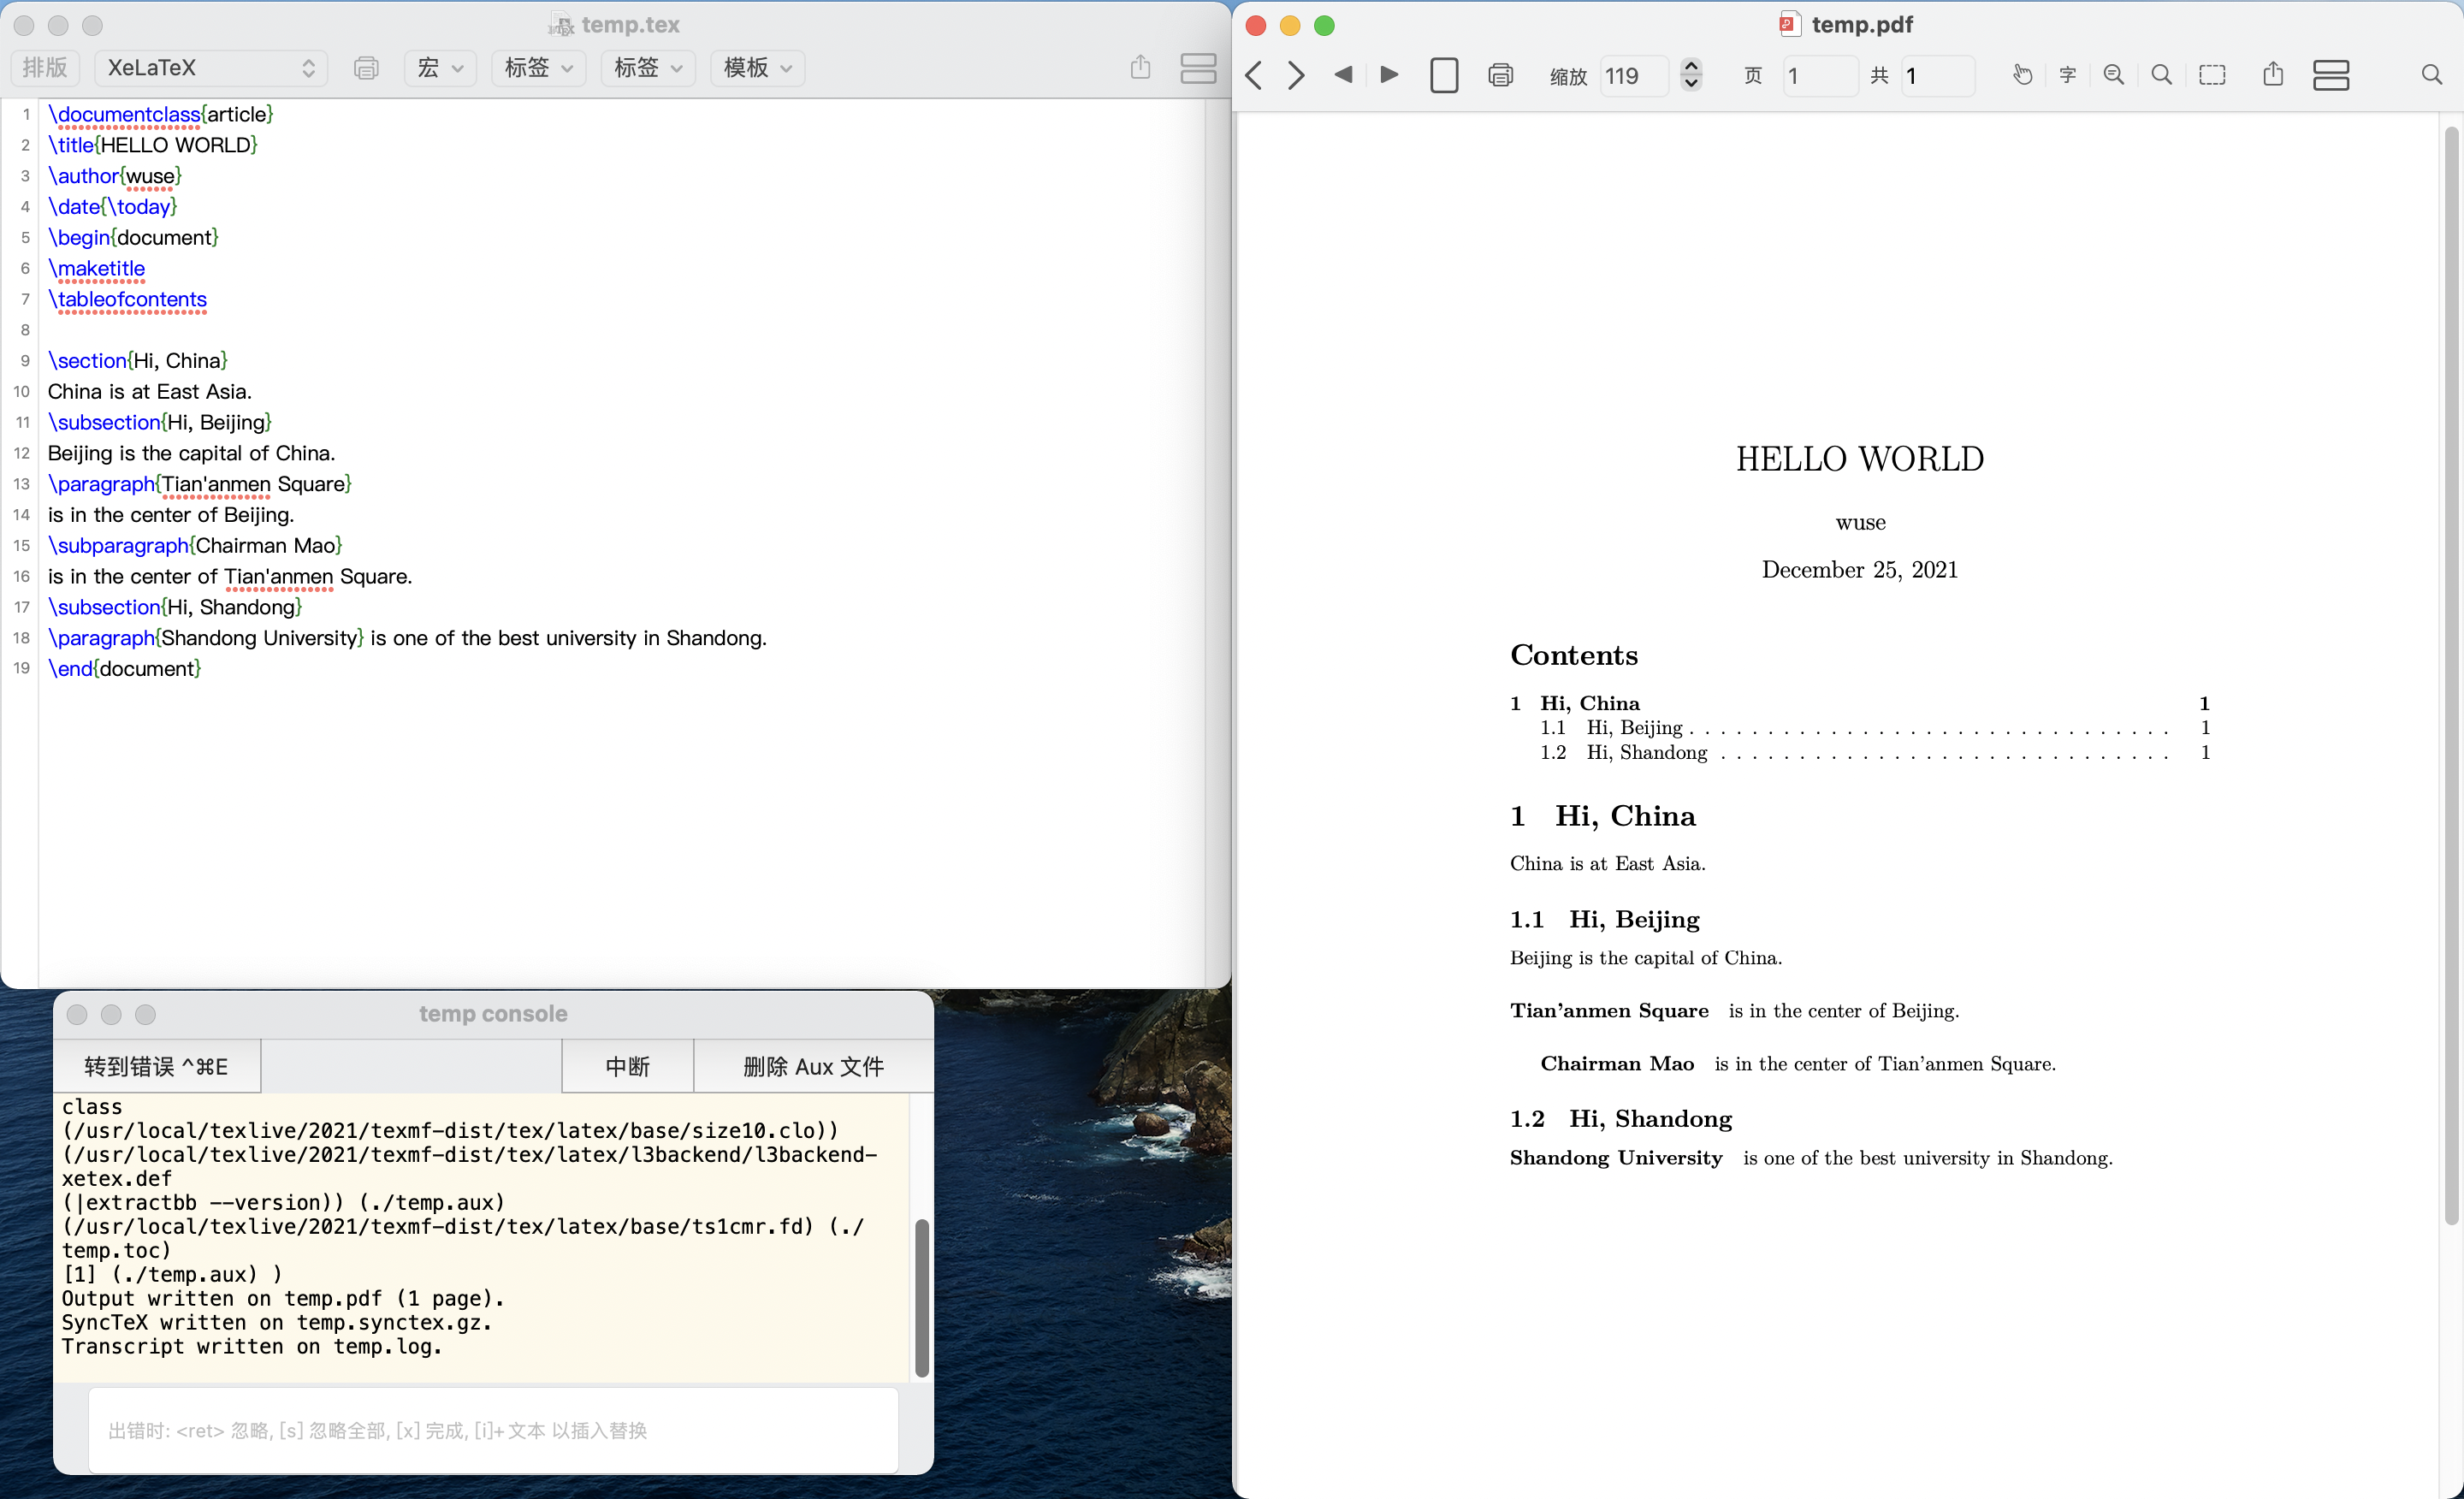 temp.tex
排版 XeLaTeX 宏 标签 标签 模板
1 \documentclass{article}
2 \title{HELLO WORLD}
3 \author{wuse}
4 \date{\today}
5 \begin{document}
6 \maketitle
7 \tableofcontents
8
9 \section{Hi, China}
10 China is at East Asia.
11 \subsection{Hi, Beijing}
12 Beijing is the capital of China.
13 \paragraph{Tian'anmen Square}
14 is in the center of Beijing.
15 \subparagraph{Chairman Mao}
16 is in the center of Tian'anmen Square.
17 \subsection{Hi, Shandong}
18 \paragraph{Shandong University} is one of the best university in Shandong.
19 \end{document}
temp console
转到错误 ^⌘E 中断 删除 Aux 文件
class
(/usr/local/texlive/2021/texmf-dist/tex/latex/base/size10.clo))
(/usr/local/texlive/2021/texmf-dist/tex/latex/l3backend/l3backend-
xetex.def
(|extractbb --version)) (./temp.aux)
(/usr/local/texlive/2021/texmf-dist/tex/latex/base/ts1cmr.fd) (./
temp.toc)
[1] (./temp.aux) )
Output written on temp.pdf (1 page).
SyncTeX written on temp.synctex.gz.
Transcript written on temp.log.
出错时: <ret> 忽略, [s] 忽略全部, [x] 完成, [i]+文本 以插入替换
temp.pdf
缩放 119 页 1 共 1 字
HELLO WORLD
wuse
December 25, 2021
Contents
1 Hi, China 1
1.1 Hi, Beijing . . . . . . . . . . . . . . . . . . . . . . . . . . . . . . . 1
1.2 Hi, Shandong . . . . . . . . . . . . . . . . . . . . . . . . . . . . . 1
1 Hi, China
China is at East Asia.
1.1 Hi, Beijing
Beijing is the capital of China.
Tian’anmen Square is in the center of Beijing.
Chairman Mao is in the center of Tian’anmen Square.
1.2 Hi, Shandong
Shandong University is one of the best university in Shandong.